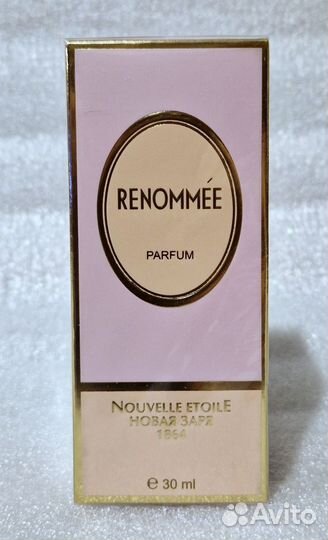 RENOMMÉE
PARFUM
NOUVELLE ETOILE
НОВАЯ ЗАРЯ
1864
℮ 30 ml
Avito